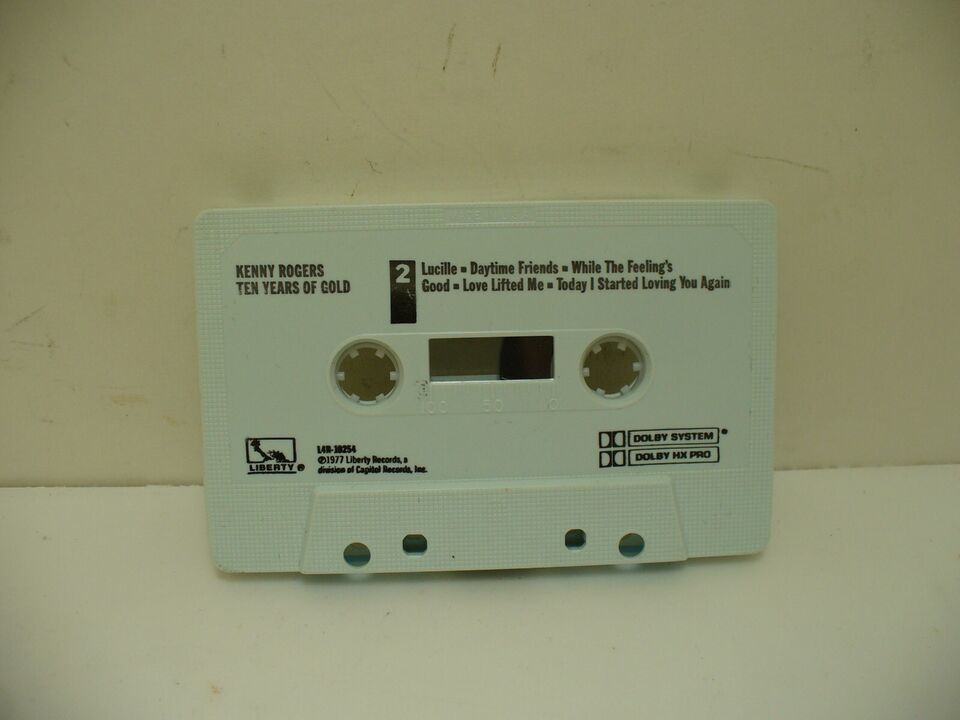 KENNY ROGERS
TEN YEARS OF GOLD
2
Lucille ▪ Daytime Friends ▪ While The Feeling's
Good ▪ Love Lifted Me ▪ Today I Started Loving You Again
100 50 0
LIBERTY ®
L4N-10254
℗1977 Liberty Records, a
division of Capitol Records, Inc.
DOLBY SYSTEM
DOLBY HX PRO